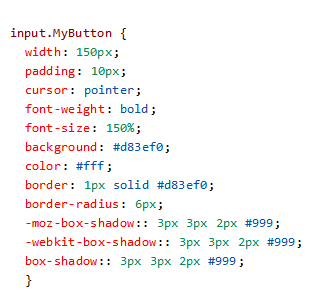 input.MyButton {
width: 150px;
padding: 10px;
cursor: pointer;
font-weight: bold;
font-size: 150%;
background: #d83ef0;
color: #fff;
border: 1px solid #d83ef0;
border-radius: 6px;
-moz-box-shadow:: 3px 3px 2px #999;
-webkit-box-shadow:: 3px 3px 2px #999;
box-shadow:: 3px 3px 2px #999;
}